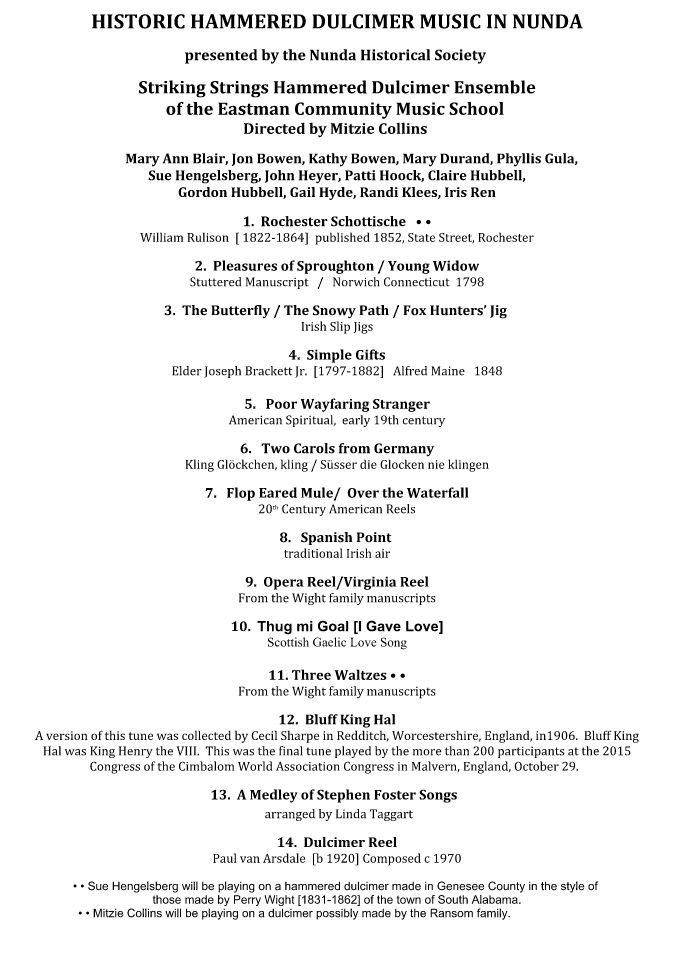 HISTORIC HAMMERED DULCIMER MUSIC IN NUNDA
presented by the Nunda Historical Society
Striking Strings Hammered Dulcimer Ensemble
of the Eastman Community Music School
Directed by Mitzie Collins
Mary Ann Blair, Jon Bowen, Kathy Bowen, Mary Durand, Phyllis Gula,
Sue Hengelsberg, John Heyer, Patti Hoock, Claire Hubbell,
Gordon Hubbell, Gail Hyde, Randi Klees, Iris Ren
1. Rochester Schottische • •
William Rulison [ 1822-1864] published 1852, State Street, Rochester
2. Pleasures of Sproughton / Young Widow
Stuttered Manuscript / Norwich Connecticut 1798
3. The Butterfly / The Snowy Path / Fox Hunters' Jig
Irish Slip Jigs
4. Simple Gifts
Elder Joseph Brackett Jr. [1797-1882] Alfred Maine 1848
5. Poor Wayfaring Stranger
American Spiritual, early 19th century
6. Two Carols from Germany
Kling Glöckchen, kling / Süsser die Glocken nie klingen
7. Flop Eared Mule/ Over the Waterfall
20th Century American Reels
8. Spanish Point
traditional Irish air
9. Opera Reel/Virginia Reel
From the Wight family manuscripts
10. Thug mi Goal [I Gave Love]
Scottish Gaelic Love Song
11. Three Waltzes • •
From the Wight family manuscripts
12. Bluff King Hal
A version of this tune was collected by Cecil Sharpe in Redditch, Worcestershire, England, in1906. Bluff King
Hal was King Henry the VIII. This was the final tune played by the more than 200 participants at the 2015
Congress of the Cimbalom World Association Congress in Malvern, England, October 29.
13. A Medley of Stephen Foster Songs
arranged by Linda Taggart
14. Dulcimer Reel
Paul van Arsdale [b 1920] Composed c 1970
• • Sue Hengelsberg will be playing on a hammered dulcimer made in Genesee County in the style of
those made by Perry Wight [1831-1862] of the town of South Alabama.
• • Mitzie Collins will be playing on a dulcimer possibly made by the Ransom family.